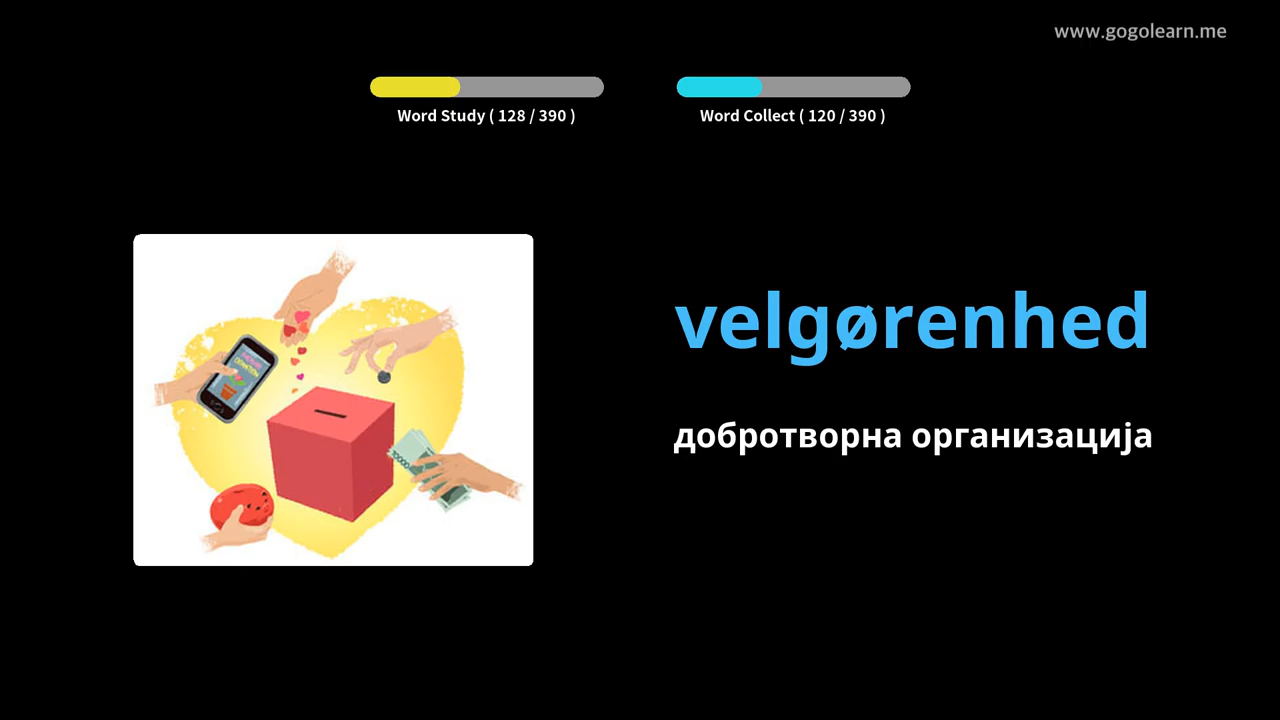 www.gogolearn.me
Word Study ( 128 / 390 )
Word Collect ( 120 / 390 )
velgørenhed
добротворна организација